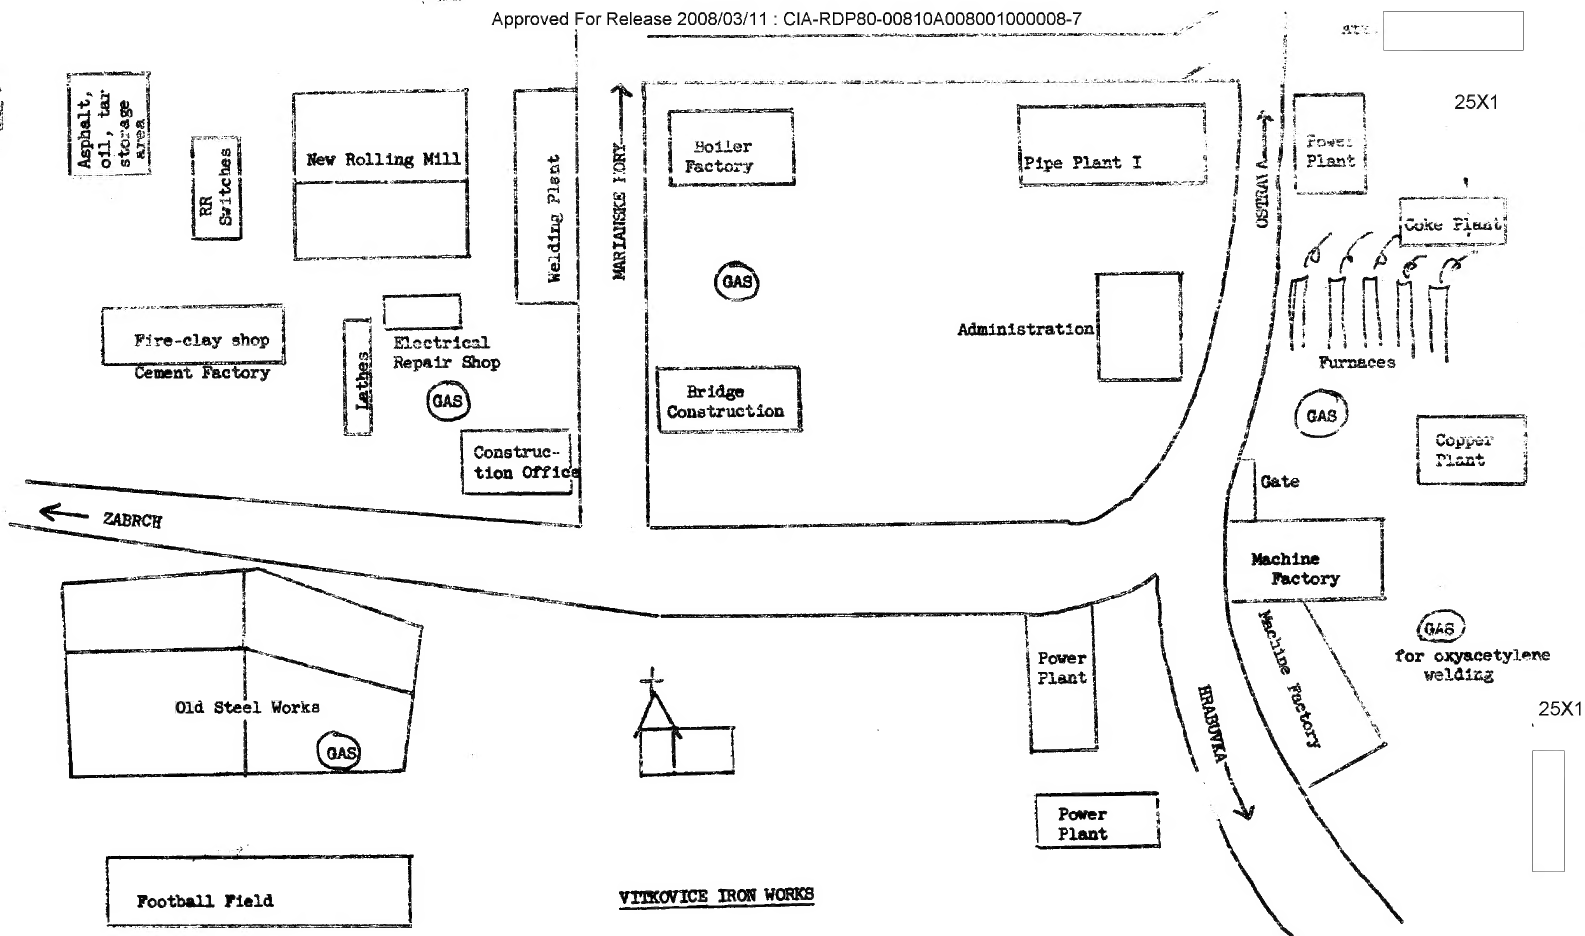 Approved For Release 2008/03/11 : CIA-RDP80-00810A008001000008-7
25X1
Asphalt,
oil, tar
storage
area
RR
Switches
New Rolling Mill
Welding Plant
MARIANSKE HORY
Boiler
Factory
Pipe Plant I
OSTRAVA
Power
Plant
Coke Plant
GAS
Fire-clay shop
Cement Factory
Lathes
Electrical
Repair Shop
GAS
Administration
Furnaces
Bridge
Construction
GAS
Construc-
tion Office
Copper
Plant
Gate
ZABRCH
Machine
Factory
Machine Factory
GAS
for oxyacetylene
welding
Power
Plant
HRABUVKA
Old Steel Works
GAS
25X1
Power
Plant
Football Field
VITKOVICE IRON WORKS